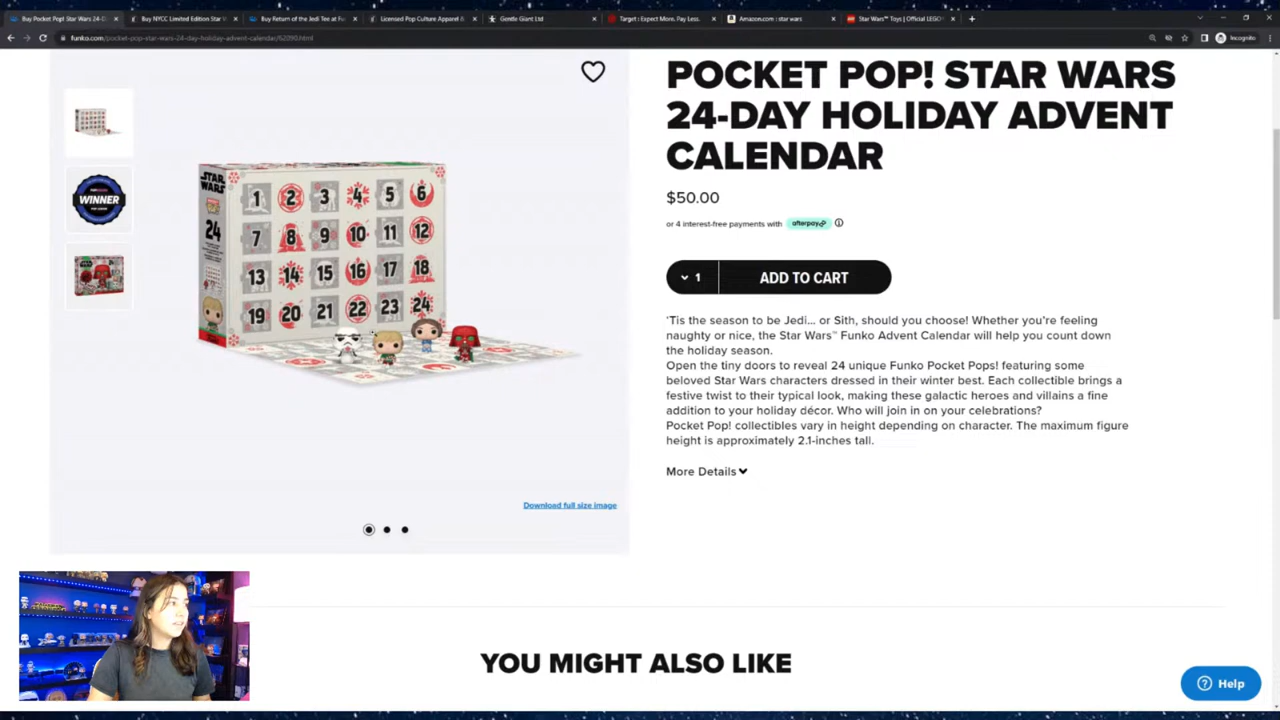 Buy Pocket Pop! Star Wars 24-D
Buy NYCC Limited Edition Star W
Buy Return of the Jedi Tee at Fu
Licensed Pop Culture Apparel &
Gentle Giant Ltd
Target : Expect More. Pay Less.
Amazon.com : star wars
Star Wars™ Toys | Official LEGO
funko.com/pocket-pop-star-wars-24-day-holiday-advent-calendar/62090.html
Incognito
POCKET POP! STAR WARS
24-DAY HOLIDAY ADVENT
CALENDAR
$50.00
or 4 interest-free payments with afterpay
1 ADD TO CART
'Tis the season to be Jedi... or Sith, should you choose! Whether you're feeling
naughty or nice, the Star Wars™ Funko Advent Calendar will help you count down
the holiday season.
Open the tiny doors to reveal 24 unique Funko Pocket Pops! featuring some
beloved Star Wars characters dressed in their winter best. Each collectible brings a
festive twist to their typical look, making these galactic heroes and villains a fine
addition to your holiday décor. Who will join in on your celebrations?
Pocket Pop! collectibles vary in height depending on character. The maximum figure
height is approximately 2.1-inches tall.
More Details
WINNER
STAR
WARS
24
1 2 3 4 5 6
7 8 9 10 11 12
13 14 15 16 17 18
19 20 21 22 23 24
Download full size image
YOU MIGHT ALSO LIKE
? Help